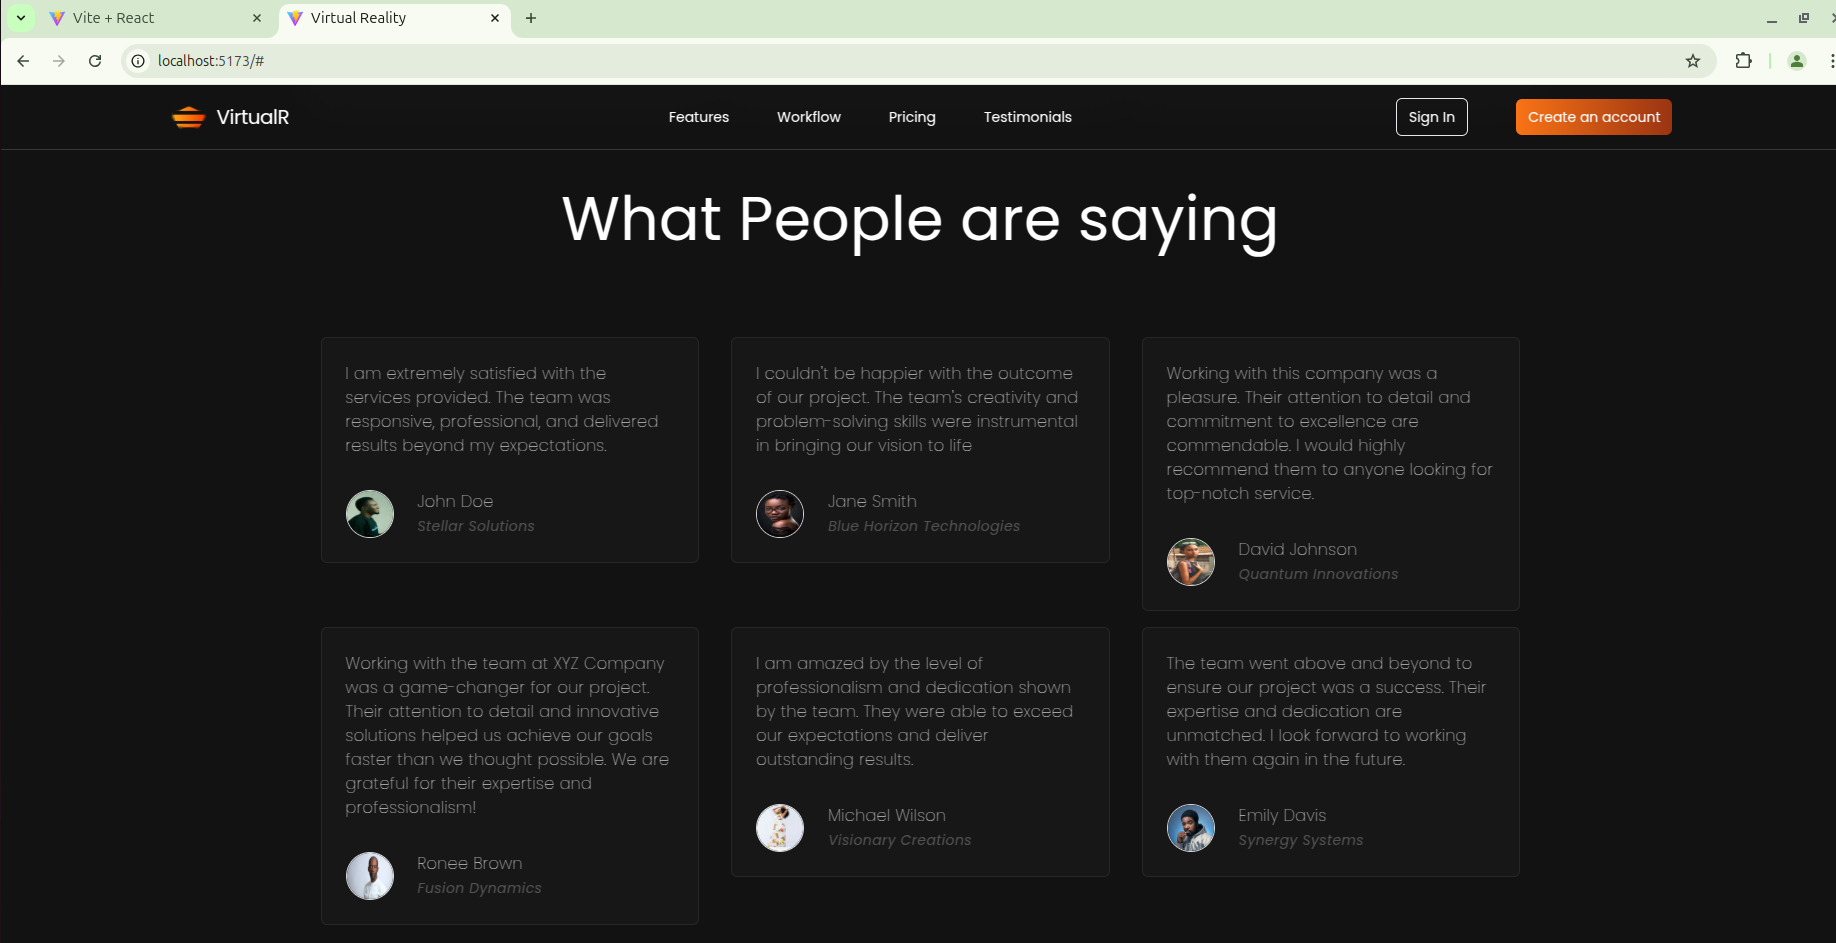 Vite + React
Virtual Reality
localhost:5173/#
VirtualR
Features
Workflow
Pricing
Testimonials
Sign In
Create an account
What People are saying
I am extremely satisfied with the
services provided. The team was
responsive, professional, and delivered
results beyond my expectations.
John Doe
Stellar Solutions
I couldn't be happier with the outcome
of our project. The team's creativity and
problem-solving skills were instrumental
in bringing our vision to life
Jane Smith
Blue Horizon Technologies
Working with this company was a
pleasure. Their attention to detail and
commitment to excellence are
commendable. I would highly
recommend them to anyone looking for
top-notch service.
David Johnson
Quantum Innovations
Working with the team at XYZ Company
was a game-changer for our project.
Their attention to detail and innovative
solutions helped us achieve our goals
faster than we thought possible. We are
grateful for their expertise and
professionalism!
Ronee Brown
Fusion Dynamics
I am amazed by the level of
professionalism and dedication shown
by the team. They were able to exceed
our expectations and deliver
outstanding results.
Michael Wilson
Visionary Creations
The team went above and beyond to
ensure our project was a success. Their
expertise and dedication are
unmatched. I look forward to working
with them again in the future.
Emily Davis
Synergy Systems